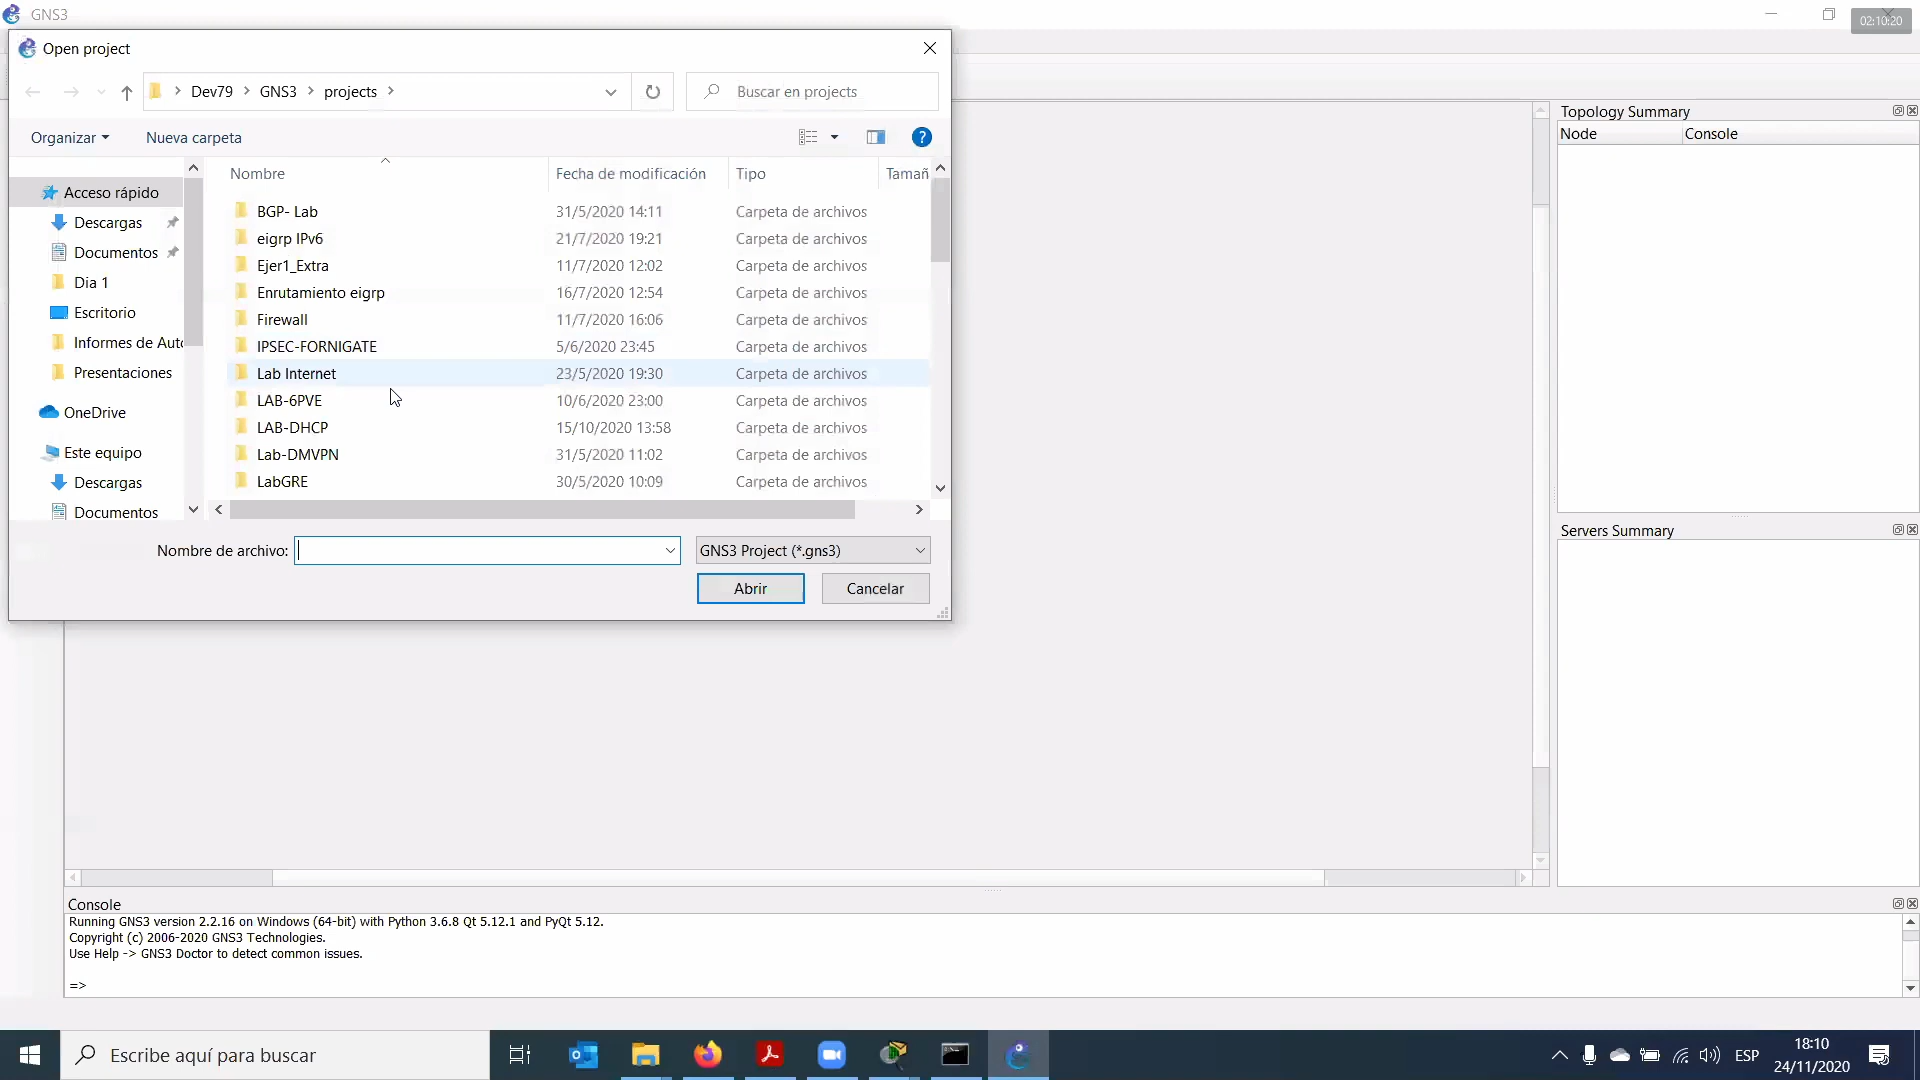 GNS3
02:10:20
Open project
Dev79 GNS3 projects
Buscar en projects
Organizar Nueva carpeta
Nombre Fecha de modificación Tipo Tamañ
Acceso rápido
Descargas
Documentos
Dia 1
Escritorio
Informes de Auto
Presentaciones
OneDrive
Este equipo
Descargas
Documentos
BGP- Lab 31/5/2020 14:11 Carpeta de archivos
eigrp IPv6 21/7/2020 19:21 Carpeta de archivos
Ejer1_Extra 11/7/2020 12:02 Carpeta de archivos
Enrutamiento eigrp 16/7/2020 12:54 Carpeta de archivos
Firewall 11/7/2020 16:06 Carpeta de archivos
IPSEC-FORNIGATE 5/6/2020 23:45 Carpeta de archivos
Lab Internet 23/5/2020 19:30 Carpeta de archivos
LAB-6PVE 10/6/2020 23:00 Carpeta de archivos
LAB-DHCP 15/10/2020 13:58 Carpeta de archivos
Lab-DMVPN 31/5/2020 11:02 Carpeta de archivos
LabGRE 30/5/2020 10:09 Carpeta de archivos
Nombre de archivo: GNS3 Project (*.gns3)
Abrir Cancelar
Topology Summary
Node Console
Servers Summary
Console
Running GNS3 version 2.2.16 on Windows (64-bit) with Python 3.6.8 Qt 5.12.1 and PyQt 5.12.
Copyright (c) 2006-2020 GNS3 Technologies.
Use Help -> GNS3 Doctor to detect common issues.
=>
Escribe aquí para buscar
ESP
18:10
24/11/2020